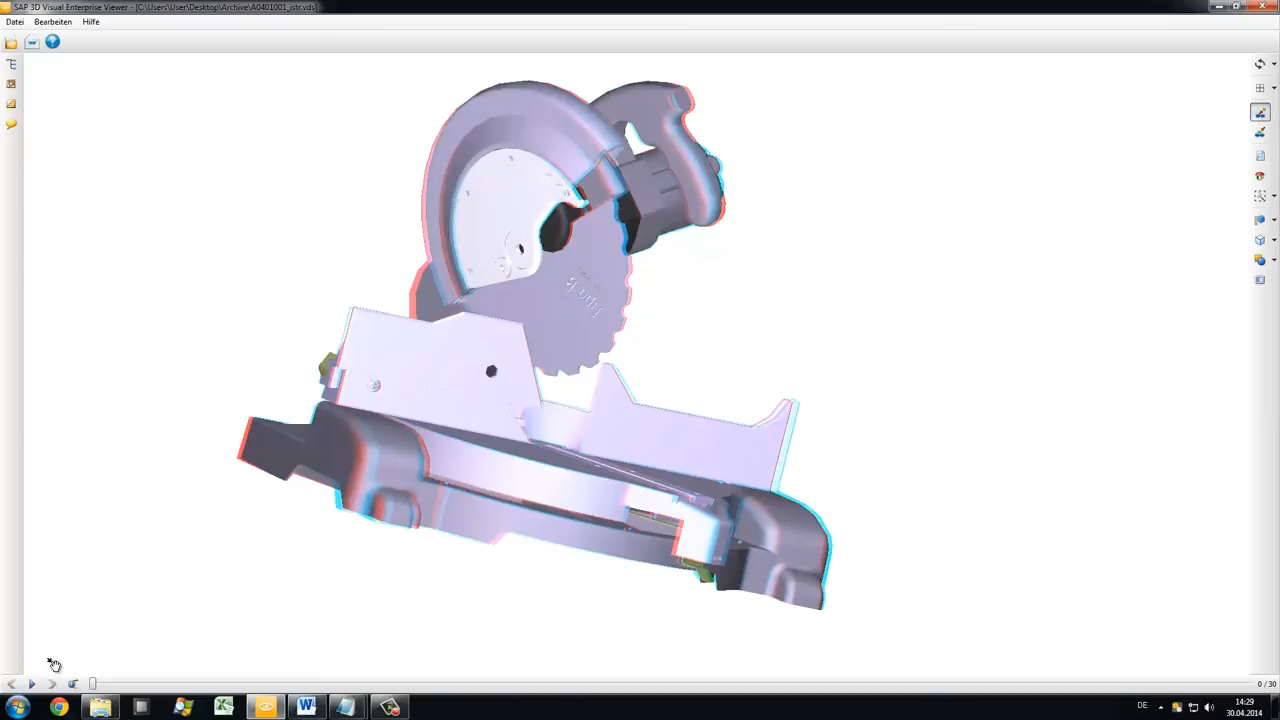 SAP 3D Visual Enterprise Viewer - [C:\Users\User\Desktop\Archive\A0401001_istr.vds]
Datei Bearbeiten Hilfe
0 / 30
DE
14:29
30.04.2014